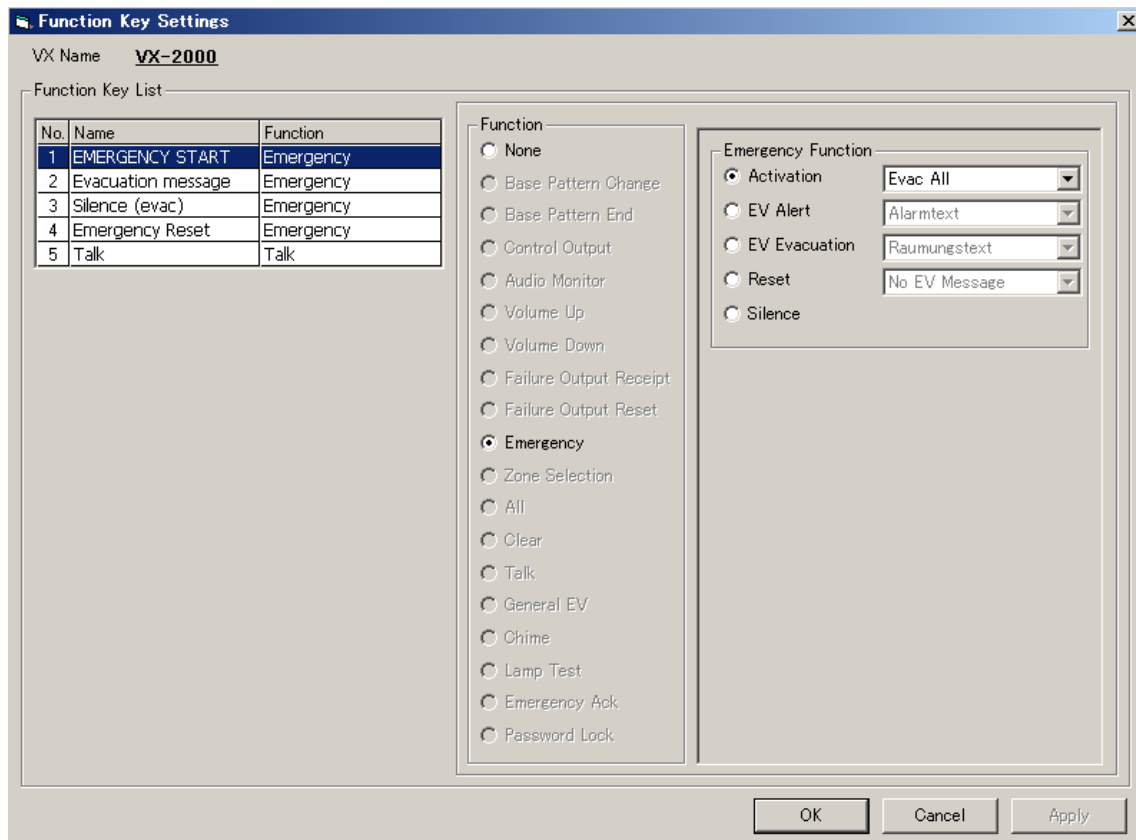 Function Key Settings
VX Name VX-2000
Function Key List
No. Name Function
1 EMERGENCY START Emergency
2 Evacuation message Emergency
3 Silence (evac) Emergency
4 Emergency Reset Emergency
5 Talk Talk
Function
None
Base Pattern Change
Base Pattern End
Control Output
Audio Monitor
Volume Up
Volume Down
Failure Output Receipt
Failure Output Reset
Emergency
Zone Selection
All
Clear
Talk
General EV
Chime
Lamp Test
Emergency Ack
Password Lock
Emergency Function
Activation Evac All
EV Alert Alarmtext
EV Evacuation Raumungstext
Reset No EV Message
Silence
OK Cancel Apply